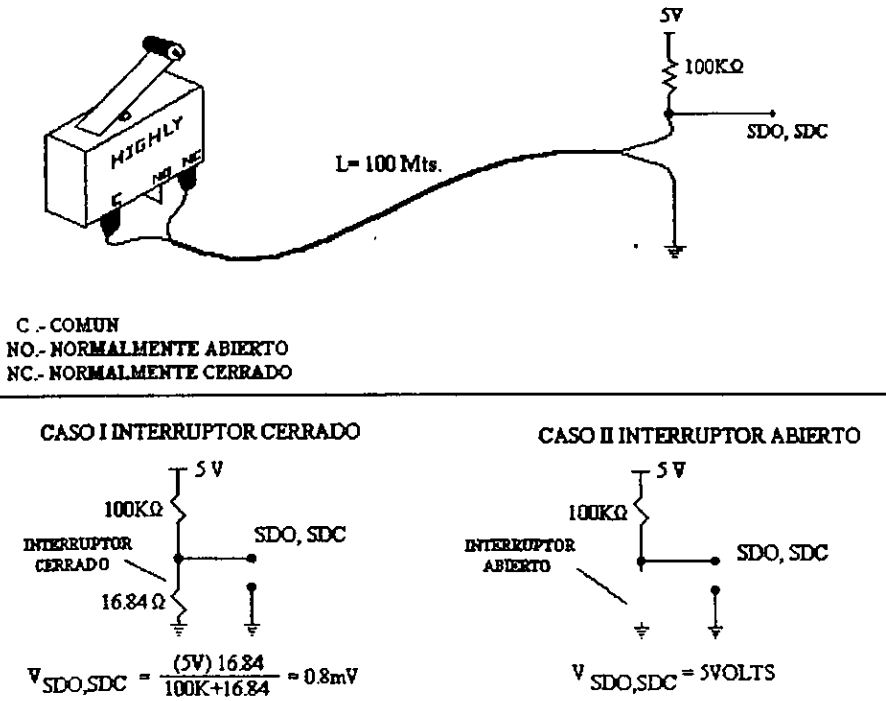 5V
100KΩ
SDO, SDC
HIGHLY
C NO NC
L= 100 Mts.
C .- COMUN
NO.- NORMALMENTE ABIERTO
NC.- NORMALMENTE CERRADO
CASO I INTERRUPTOR CERRADO
5 V
100KΩ
SDO, SDC
INTERRUPTOR
CERRADO
16.84 Ω
V SDO,SDC = (5V) 16.84 / 100K+16.84 = 0.8mV
CASO II INTERRUPTOR ABIERTO
5 V
100KΩ
SDO, SDC
INTERRUPTOR
ABIERTO
V SDO,SDC = 5VOLTS